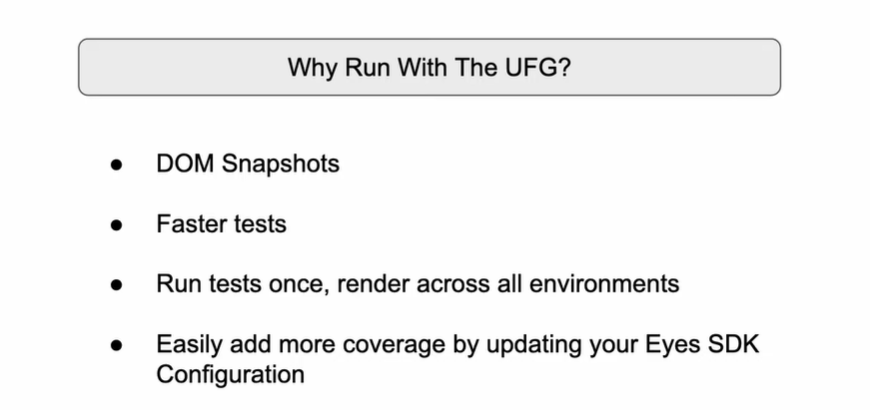 Why Run With The UFG?
● DOM Snapshots
● Faster tests
● Run tests once, render across all environments
● Easily add more coverage by updating your Eyes SDK
Configuration